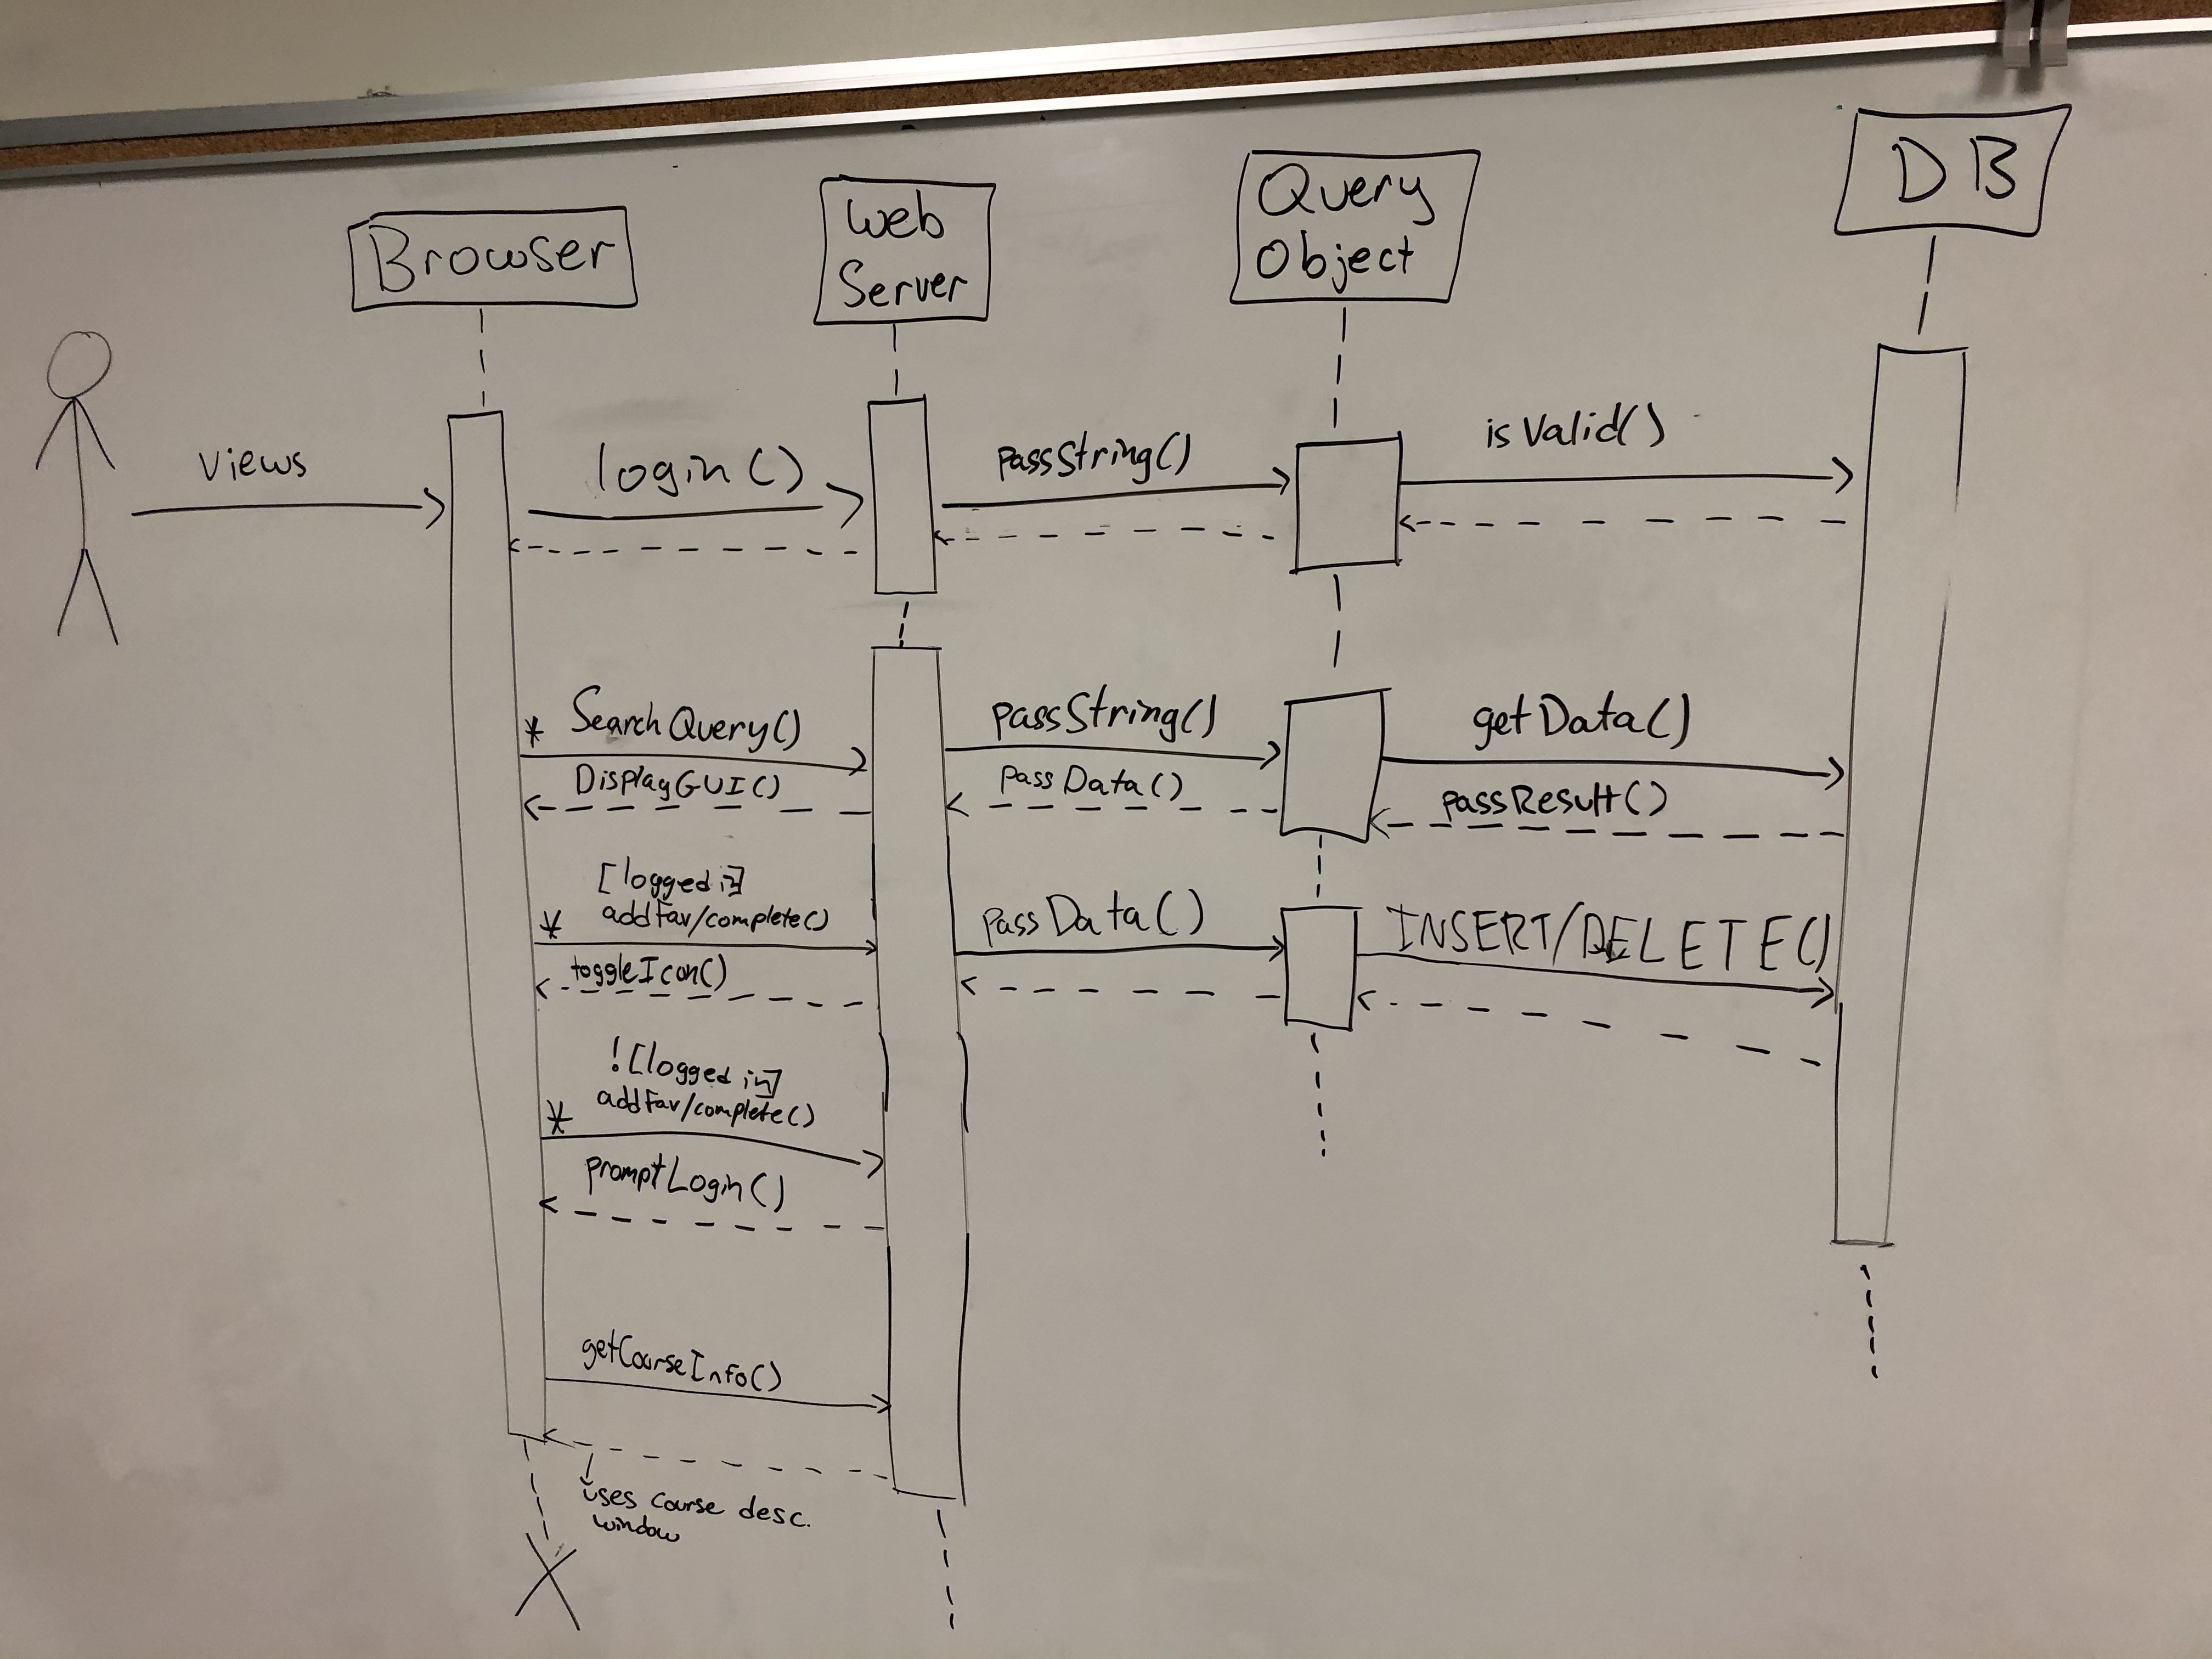 Browser
Web
Server
Query
Object
DB
views
login()
passString()
isValid()
* SearchQuery()
passString()
getData()
DisplayGUI()
passData()
passResult()
[logged in]
* addFav/complete()
passData()
INSERT/DELETE()
toggleIcon()
![logged in]
* addFav/complete()
promptLogin()
getCourseInfo()
uses course desc.
window